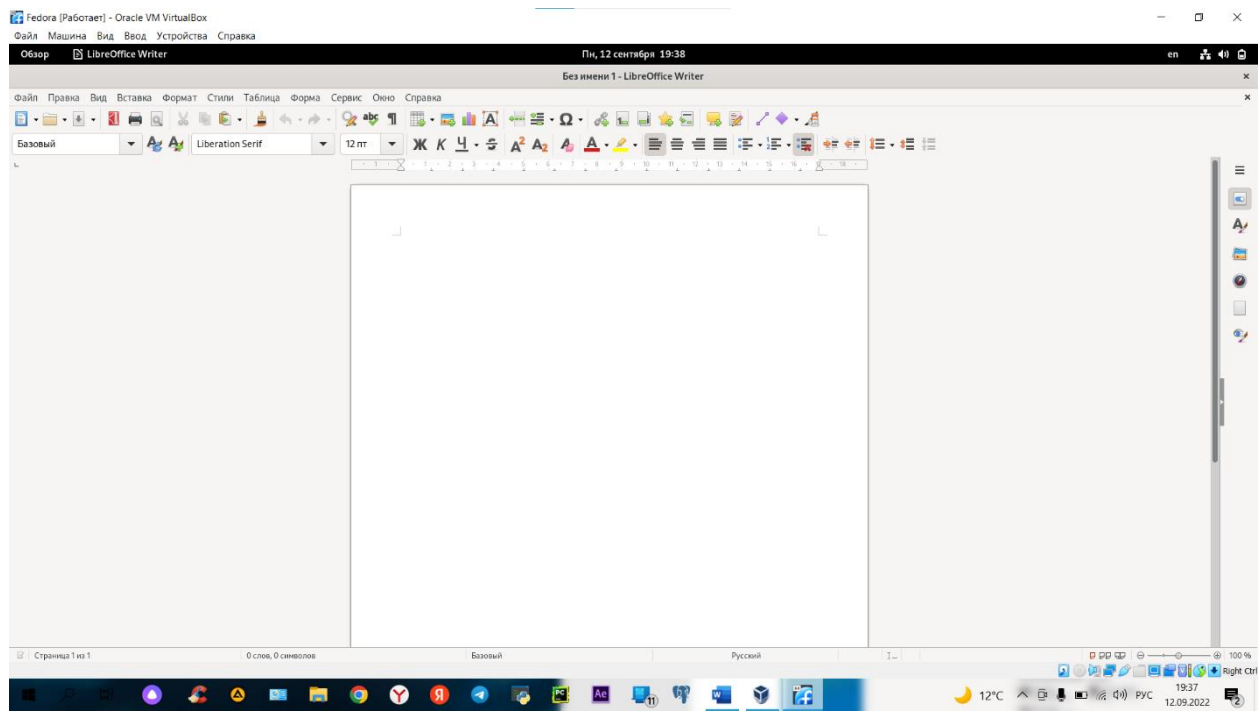 Fedora [Работает] - Oracle VM VirtualBox
Файл Машина Вид Ввод Устройства Справка
Обзор LibreOffice Writer Пн, 12 сентября 19:38 en
Без имени 1 - LibreOffice Writer
Файл Правка Вид Вставка Формат Стили Таблица Форма Сервис Окно Справка
Базовый Liberation Serif 12 пт Ж К Ч S A² A₂ A A
Страница 1 из 1 0 слов, 0 символов Базовый Русский 100 %
Right Ctrl
12°C РУС 19:37
12.09.2022